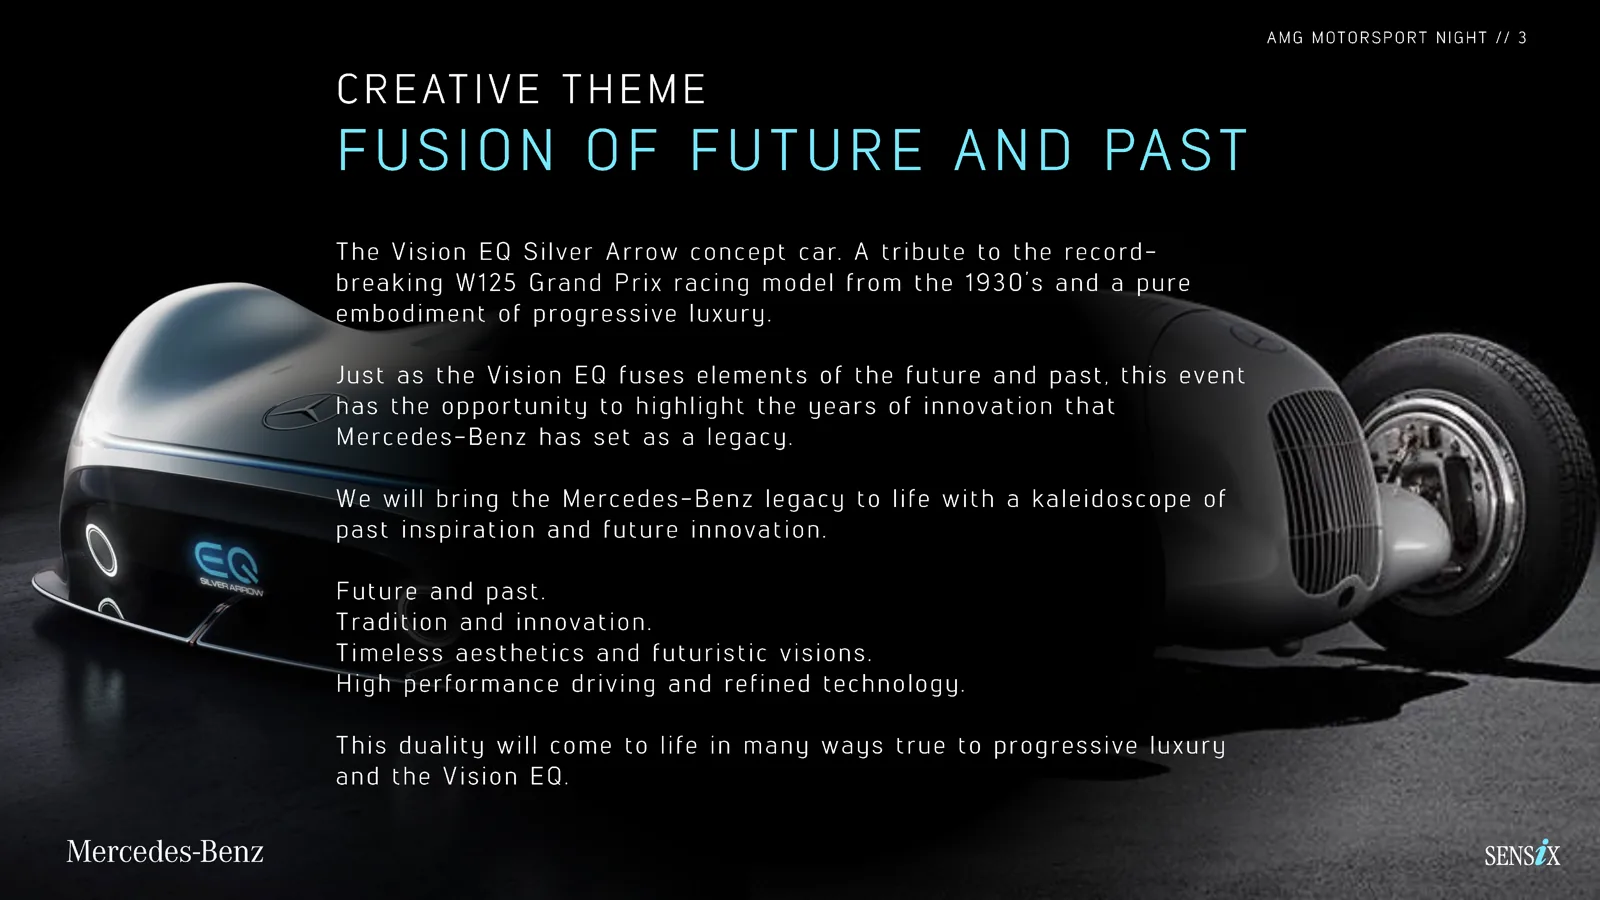 AMG MOTORSPORT NIGHT // 3
CREATIVE THEME
FUSION OF FUTURE AND PAST
The Vision EQ Silver Arrow concept car. A tribute to the record-
breaking W125 Grand Prix racing model from the 1930's and a pure
embodiment of progressive luxury.
Just as the Vision EQ fuses elements of the future and past, this event
has the opportunity to highlight the years of innovation that
Mercedes-Benz has set as a legacy.
We will bring the Mercedes-Benz legacy to life with a kaleidoscope of
past inspiration and future innovation.
Future and past.
Tradition and innovation.
Timeless aesthetics and futuristic visions.
High performance driving and refined technology.
This duality will come to life in many ways true to progressive luxury
and the Vision EQ.
EQ
SILVER ARROW
Mercedes-Benz
SENSiX